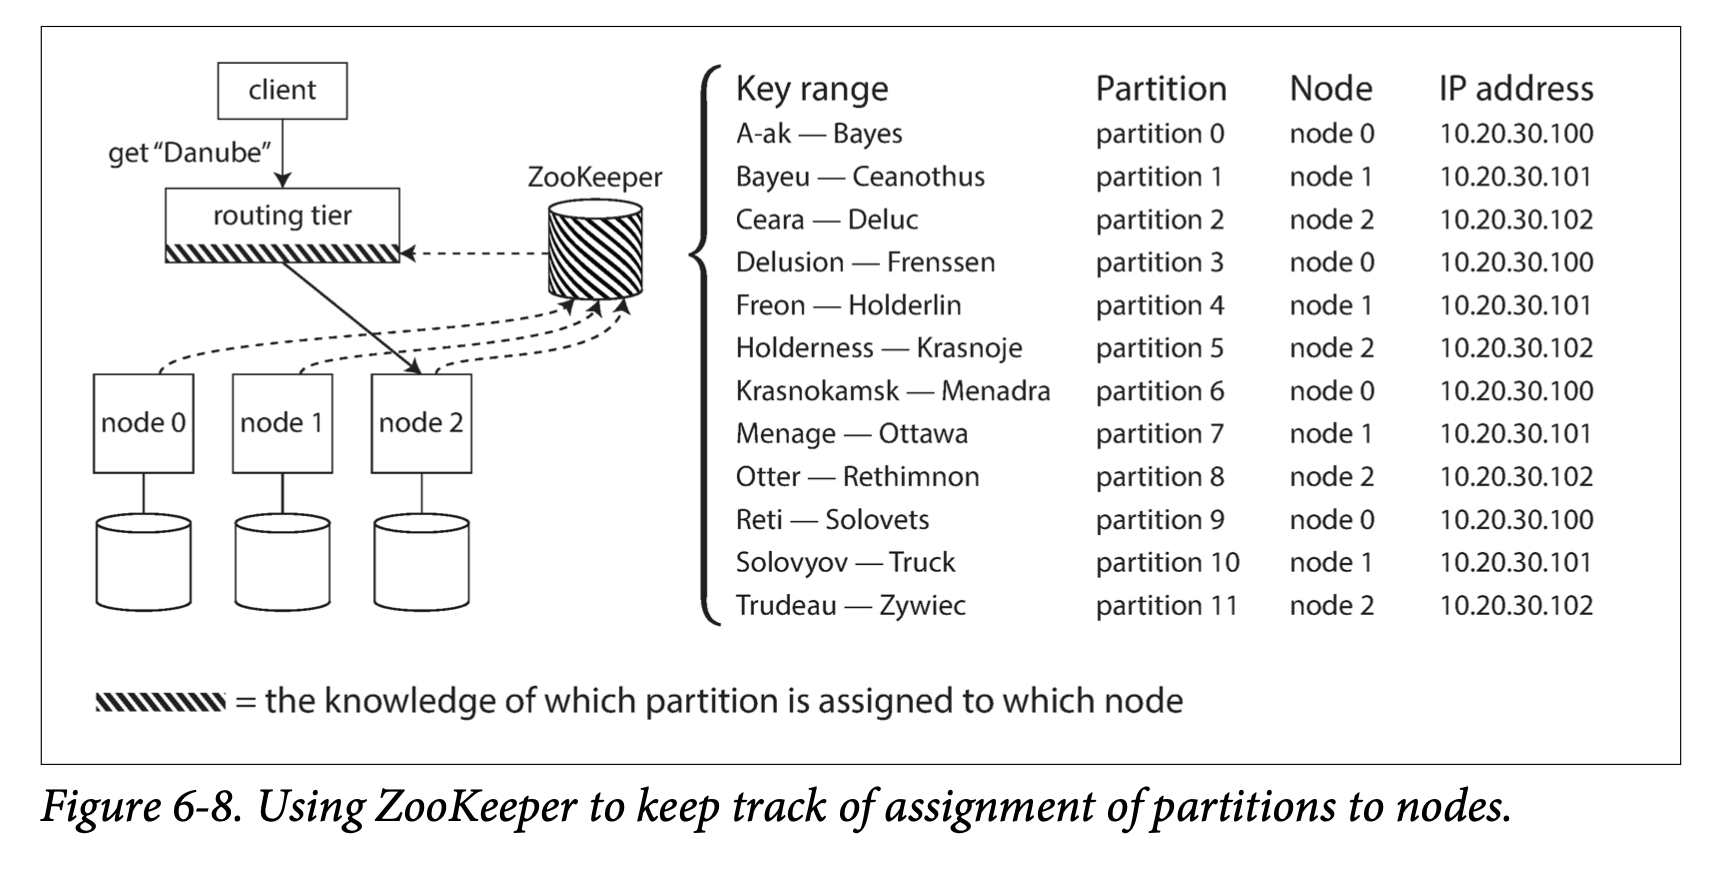 client
get “Danube”
routing tier
ZooKeeper
node 0
node 1
node 2
Key range Partition Node IP address
A-ak — Bayes partition 0 node 0 10.20.30.100
Bayeu — Ceanothus partition 1 node 1 10.20.30.101
Ceara — Deluc partition 2 node 2 10.20.30.102
Delusion — Frenssen partition 3 node 0 10.20.30.100
Freon — Holderlin partition 4 node 1 10.20.30.101
Holderness — Krasnoje partition 5 node 2 10.20.30.102
Krasnokamsk — Menadra partition 6 node 0 10.20.30.100
Menage — Ottawa partition 7 node 1 10.20.30.101
Otter — Rethimnon partition 8 node 2 10.20.30.102
Reti — Solovets partition 9 node 0 10.20.30.100
Solovyov — Truck partition 10 node 1 10.20.30.101
Trudeau — Zywiec partition 11 node 2 10.20.30.102
= the knowledge of which partition is assigned to which node
Figure 6-8. Using ZooKeeper to keep track of assignment of partitions to nodes.